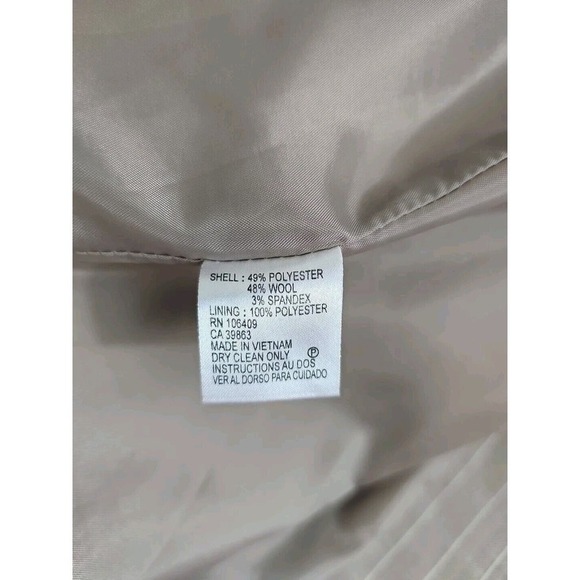 SHELL : 49% POLYESTER
48% WOOL
3% SPANDEX
LINING : 100% POLYESTER
RN 106409
CA 39863
MADE IN VIETNAM
DRY CLEAN ONLY Ⓟ
INSTRUCTIONS AU DOS
VER AL DORSO PARA CUIDADO